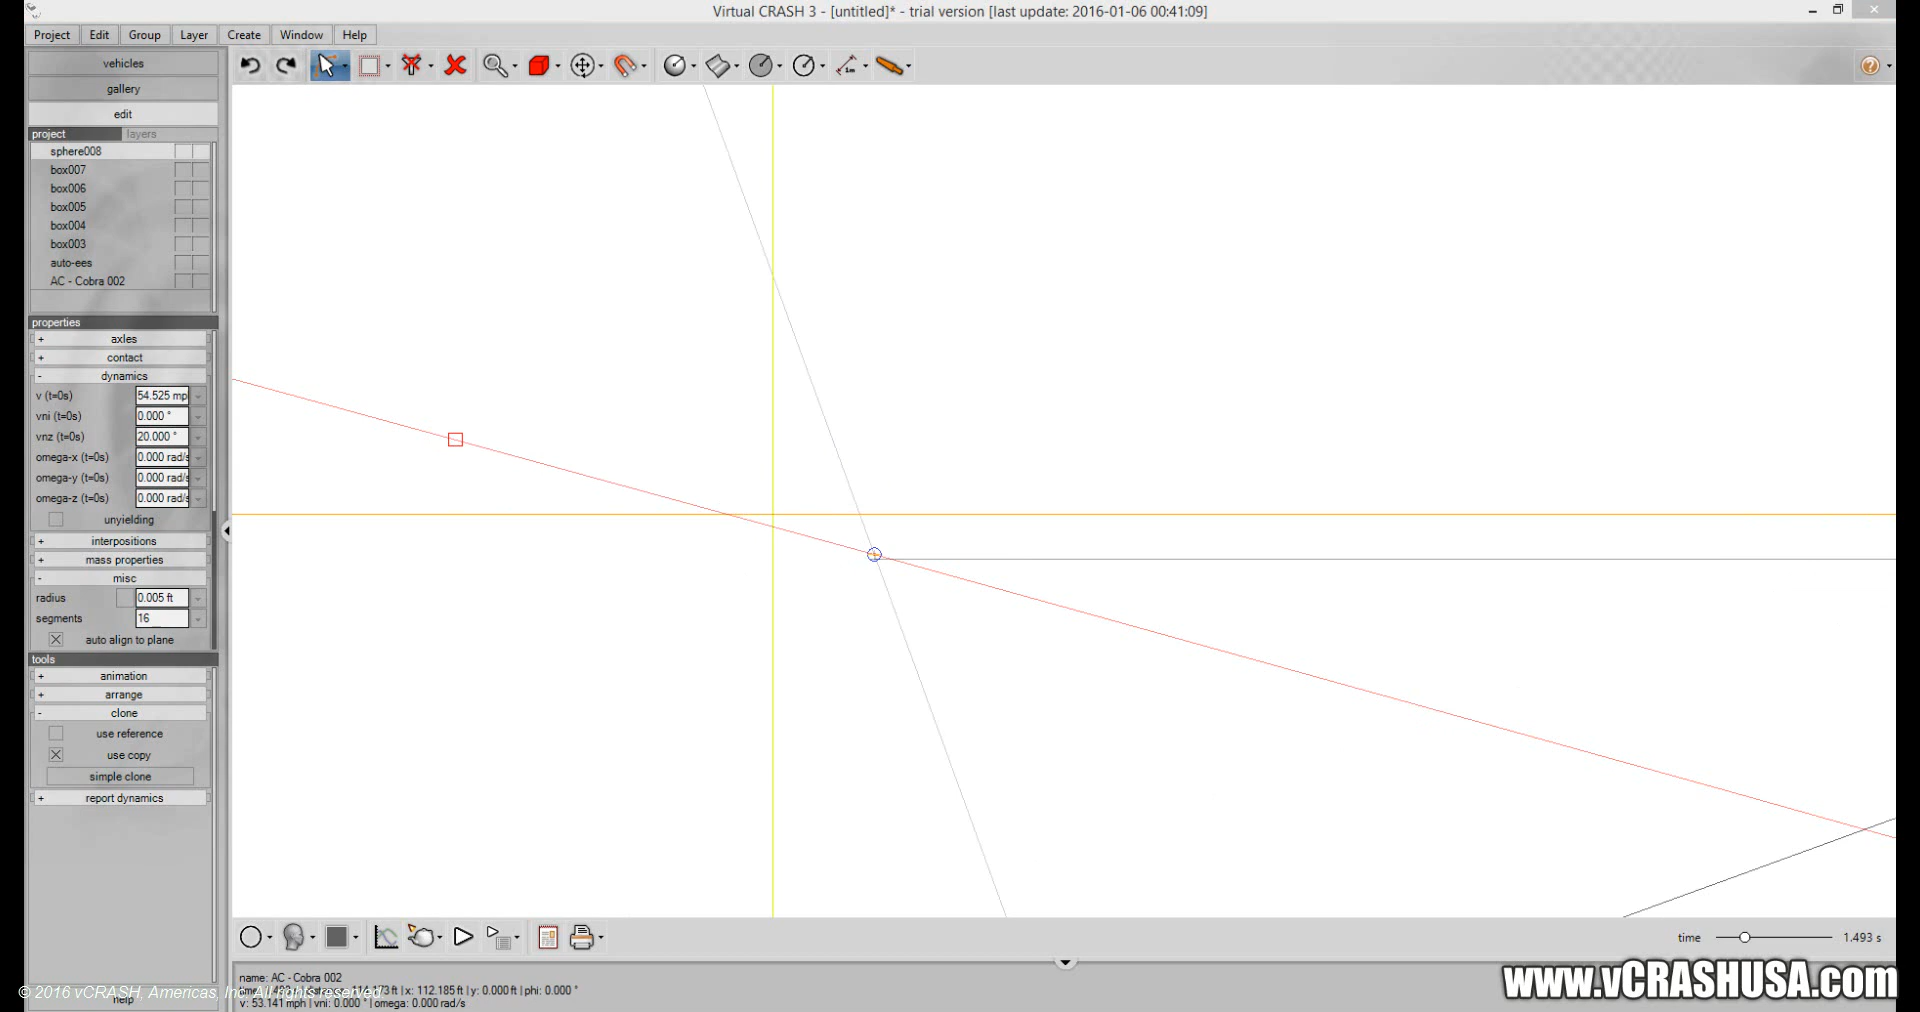 Virtual CRASH 3 - [untitled]* - trial version [last update: 2016-01-06 00:41:09]
Project Edit Group Layer Create Window Help
vehicles
gallery
edit
project layers
sphere008
box007
box006
box005
box004
box003
auto-ees
AC - Cobra 002
properties
+ axles
+ contact
- dynamics
v (t=0s) 54.525 mp
vni (t=0s) 0.000 °
vnz (t=0s) 20.000 °
omega-x (t=0s) 0.000 rad/s
omega-y (t=0s) 0.000 rad/s
omega-z (t=0s) 0.000 rad/s
unyielding
+ interpositions
+ mass properties
- misc
radius 0.005 ft
segments 16
auto align to plane
tools
+ animation
+ arrange
- clone
use reference
use copy
simple clone
+ report dynamics
help
time 1.493 s
name: AC - Cobra 002
x: 112.185 ft | y: 0.000 ft | phi: 0.000 °
v: 53.141 mph | vni: 0.000 ° | omega: 0.000 rad/s
© 2016 vCRASH, Americas, Inc. All rights reserved
www.vCRASHUSA.com